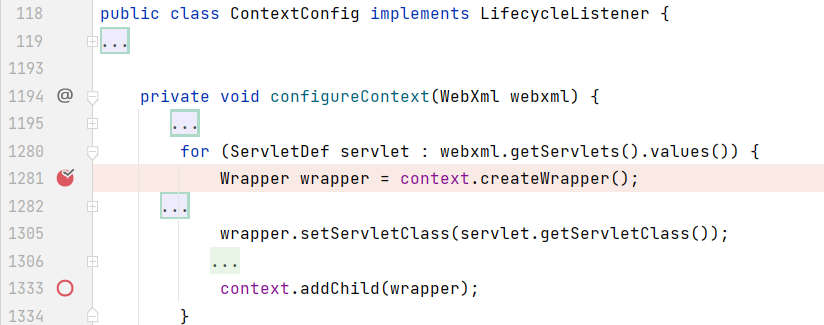 118 public class ContextConfig implements LifecycleListener {
119 ...
1193
1194 @ private void configureContext(WebXml webxml) {
1195 ...
1280 for (ServletDef servlet : webxml.getServlets().values()) {
1281 Wrapper wrapper = context.createWrapper();
1282 ...
1305 wrapper.setServletClass(servlet.getServletClass());
1306 ...
1333 context.addChild(wrapper);
1334 }